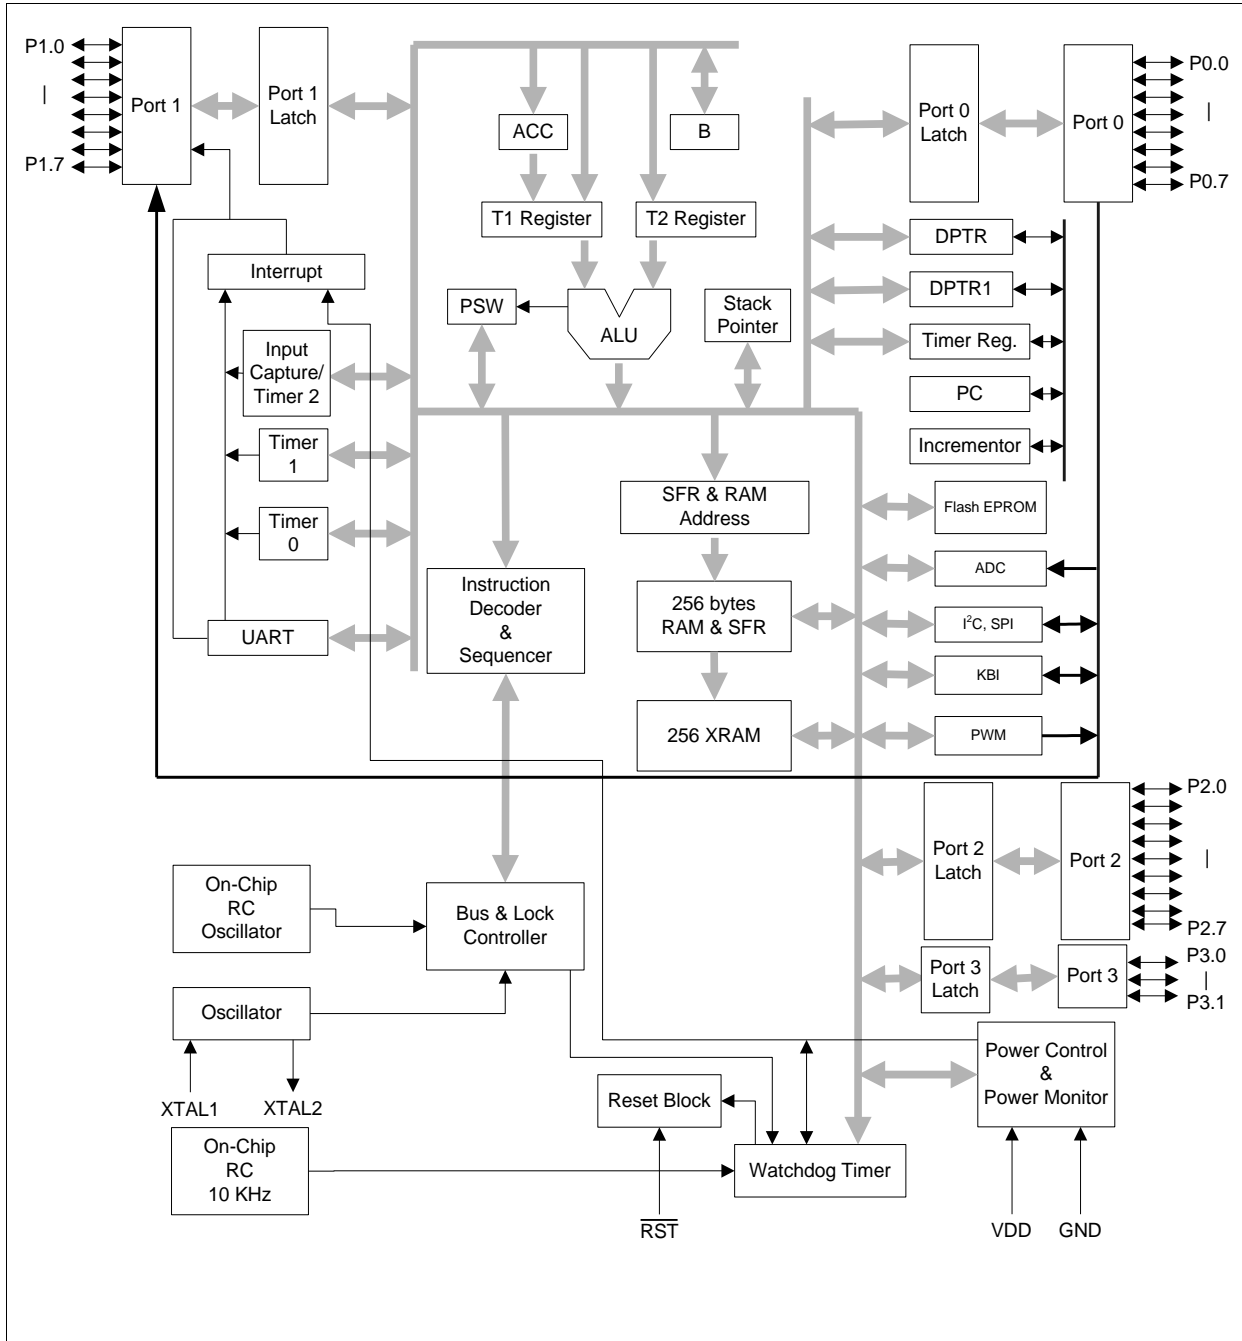 P1.0
|
P1.7
Port 1
Port 1
Latch
ACC
B
T1 Register
T2 Register
Port 0
Latch
Port 0
P0.0
|
P0.7
DPTR
DPTR1
Timer Reg.
PC
Incrementor
Interrupt
PSW
ALU
Stack
Pointer
Input
Capture/
Timer 2
Timer
1
Timer
0
UART
SFR & RAM
Address
Instruction
Decoder
&
Sequencer
256 bytes
RAM & SFR
256 XRAM
Flash EPROM
ADC
I²C, SPI
KBI
PWM
Port 2
Latch
Port 2
P2.0
|
P2.7
Port 3
Latch
Port 3
P3.0
|
P3.1
On-Chip
RC
Oscillator
Bus & Lock
Controller
Oscillator
XTAL1
XTAL2
On-Chip
RC
10 KHz
Reset Block
Watchdog Timer
Power Control
&
Power Monitor
RST
VDD
GND